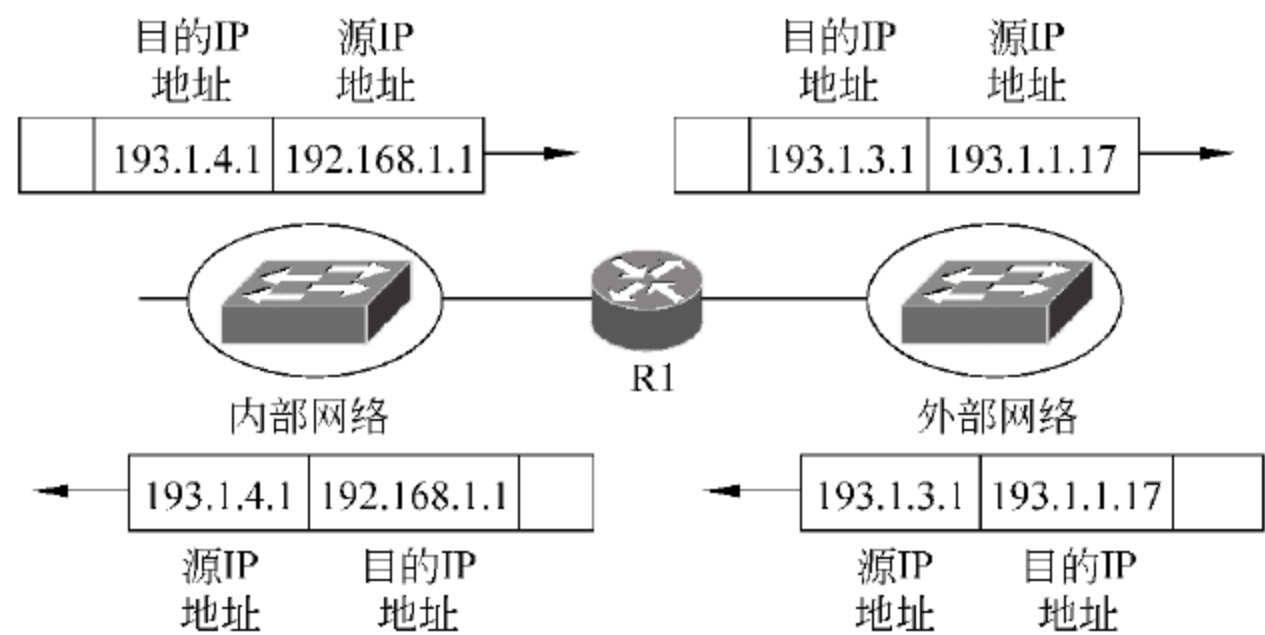 目的IP 源IP 目的IP 源IP
地址 地址 地址 地址
193.1.4.1 192.168.1.1 193.1.3.1 193.1.1.17
R1
内部网络 外部网络
193.1.4.1 192.168.1.1 193.1.3.1 193.1.1.17
源IP 目的IP 源IP 目的IP
地址 地址 地址 地址